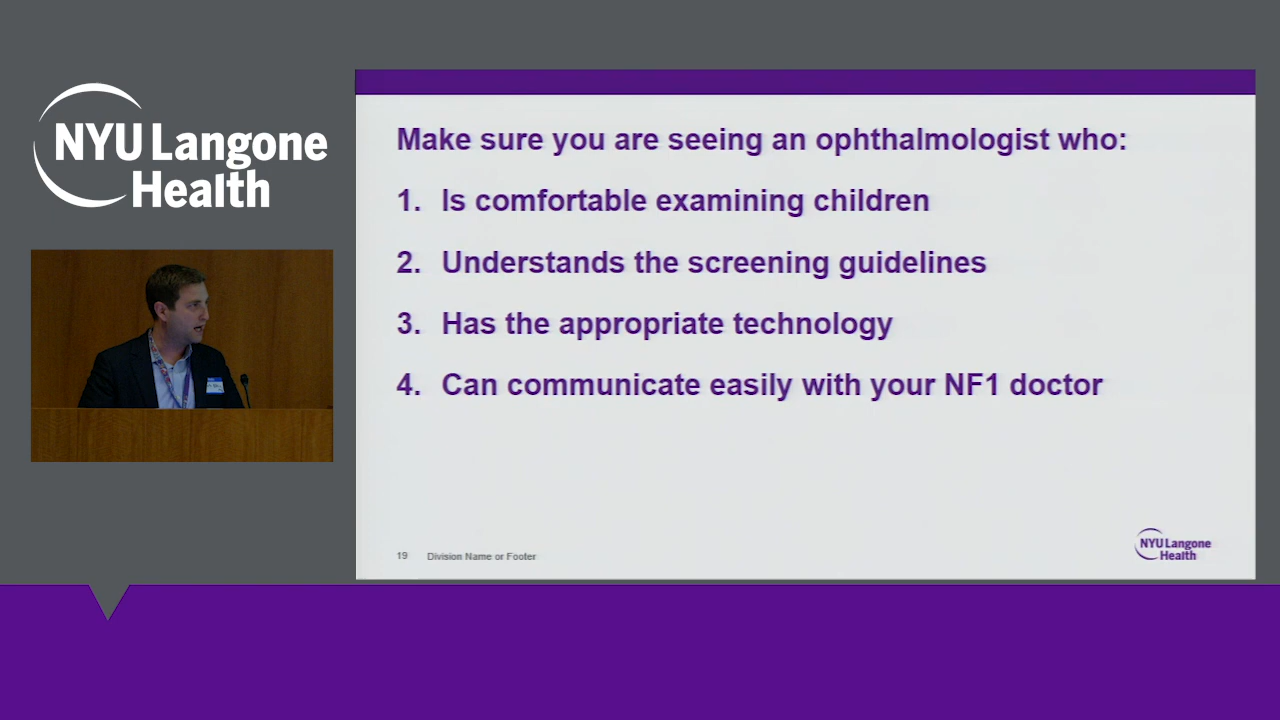 NYU Langone
Health
Make sure you are seeing an ophthalmologist who:
1. Is comfortable examining children
2. Understands the screening guidelines
3. Has the appropriate technology
4. Can communicate easily with your NF1 doctor
19 Division Name or Footer
NYU Langone
Health